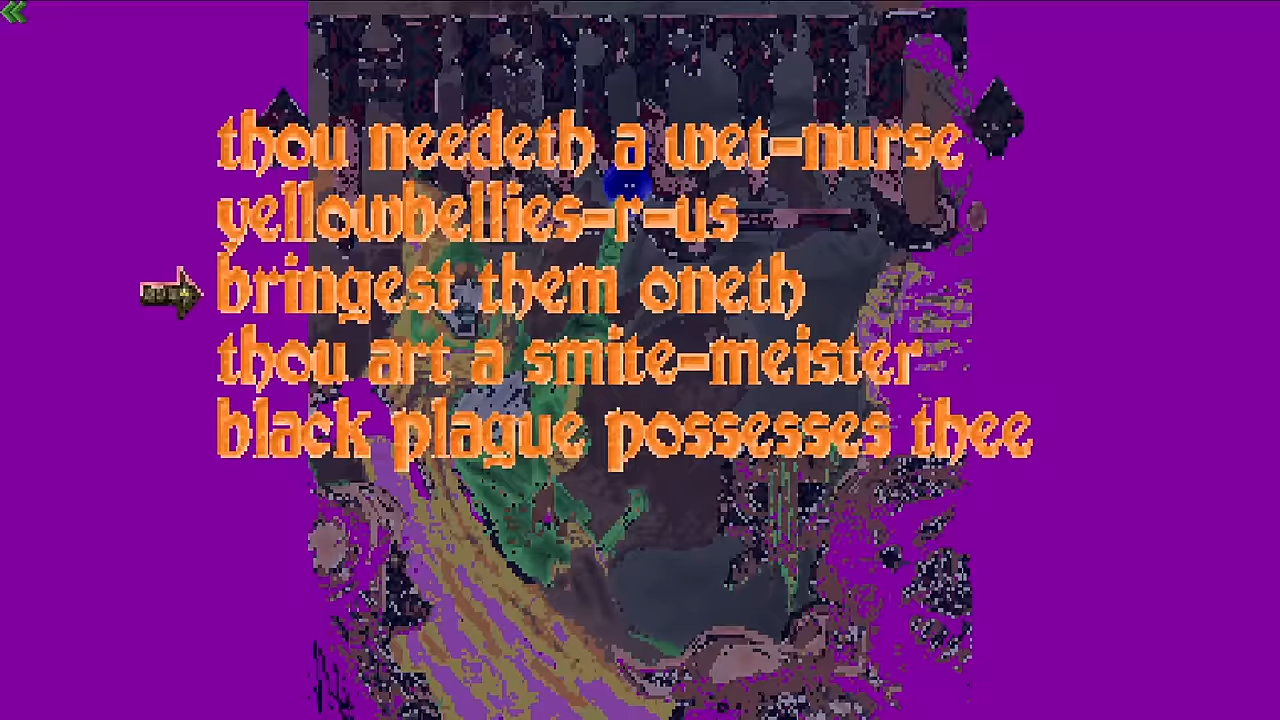 thou needeth a wet-nurse
yellowbellies-r-us
bringest them oneth
thou art a smite-meister
black plague possesses thee